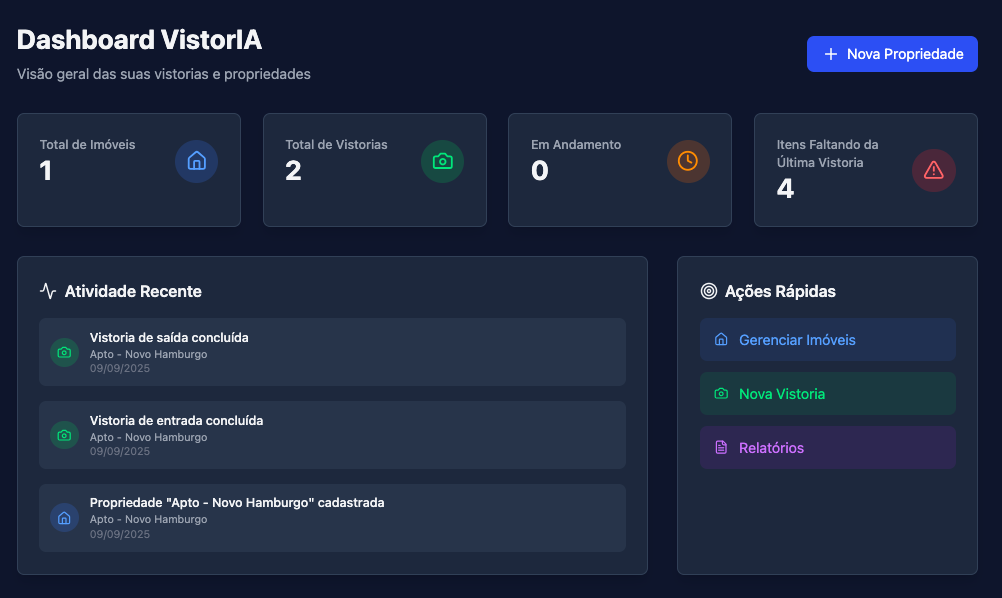 Dashboard VistorIA
Visão geral das suas vistorias e propriedades
Nova Propriedade
Total de Imóveis
1
Total de Vistorias
2
Em Andamento
0
Itens Faltando da
Última Vistoria
4
Atividade Recente
Vistoria de saída concluída
Apto - Novo Hamburgo
09/09/2025
Vistoria de entrada concluída
Apto - Novo Hamburgo
09/09/2025
Propriedade "Apto - Novo Hamburgo" cadastrada
Apto - Novo Hamburgo
09/09/2025
Ações Rápidas
Gerenciar Imóveis
Nova Vistoria
Relatórios